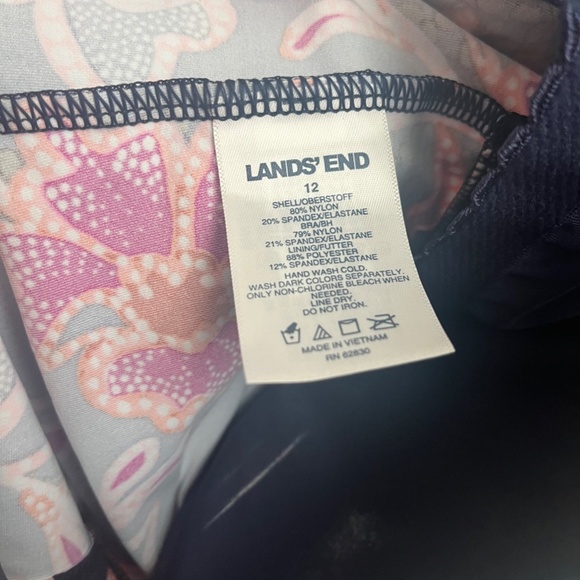 LANDS' END
12
SHELL/OBERSTOFF
80% NYLON
20% SPANDEX/ELASTANE
BRA/BH
79% NYLON
21% SPANDEX/ELASTANE
LINING/FUTTER
88% POLYESTER
12% SPANDEX/ELASTANE
HAND WASH COLD.
WASH DARK COLORS SEPARATELY.
ONLY NON-CHLORINE BLEACH WHEN
NEEDED.
LINE DRY.
DO NOT IRON.
MADE IN VIETNAM
RN 62830